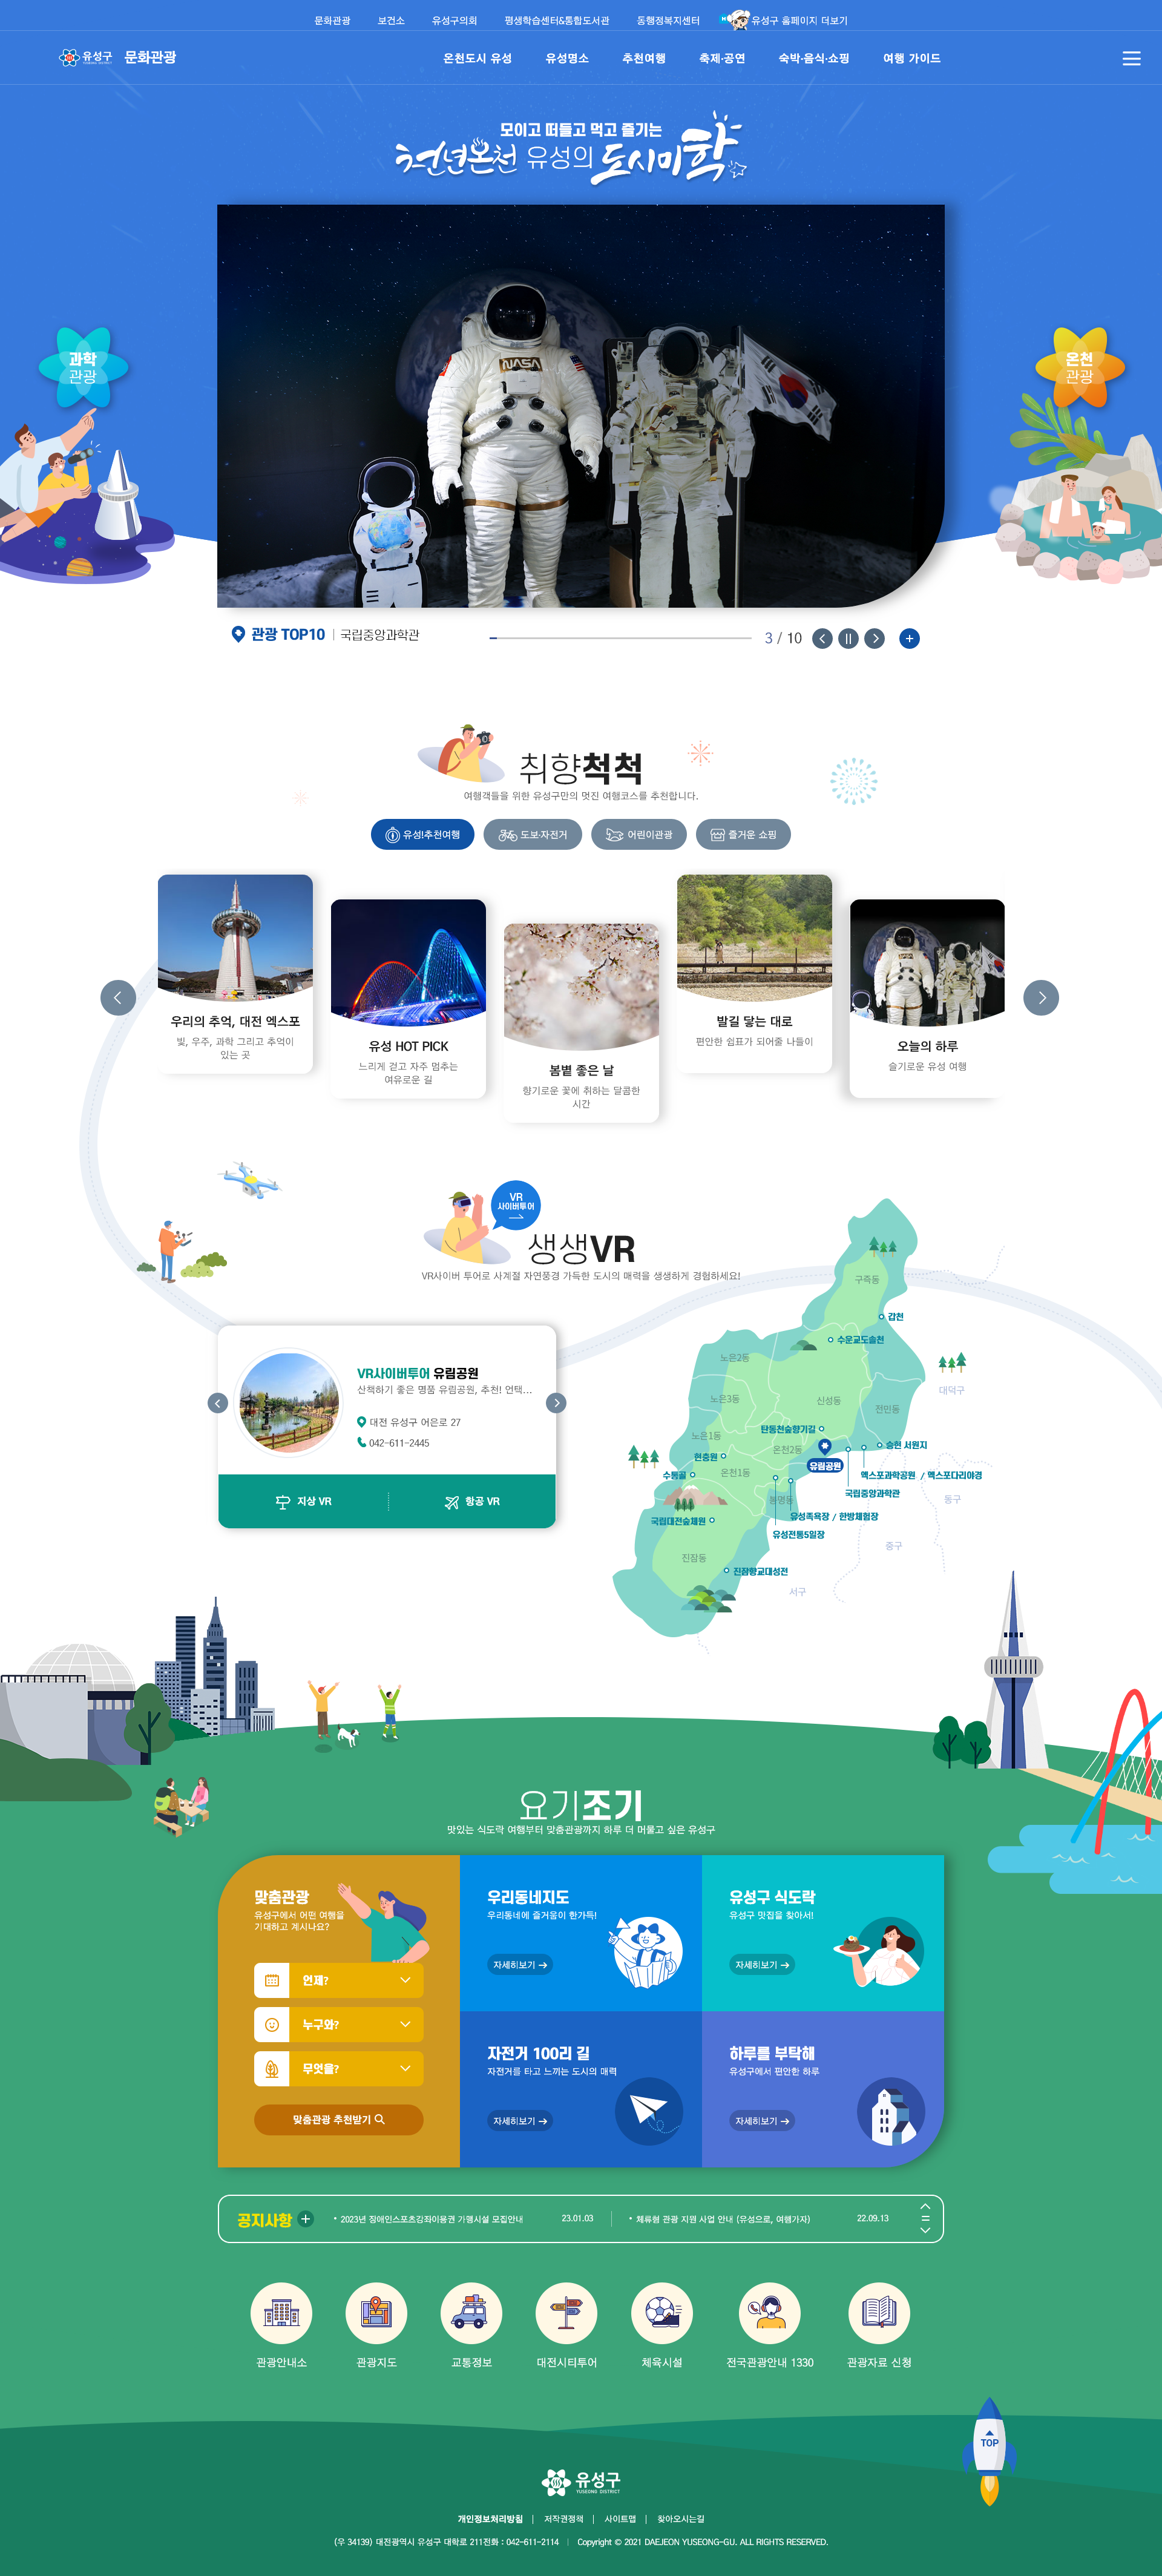 문화관광
보건소
유성구의회
평생학습센터&통합도서관
동행정복지센터
유성구 홈페이지 더보기
유성구
문화관광
온천도시 유성
유성명소
추천여행
축제·공연
숙박·음식·쇼핑
여행 가이드
모이고 떠들고 먹고 즐기는
천년온천 유성의 도시미학
과학
관광
온천
관광
NASA
관광 TOP10
국립중앙과학관
3 / 10
취향척척
여행객들을 위한 유성구만의 멋진 여행코스를 추천합니다.
유성!추천여행
도보·자전거
어린이관광
즐거운 쇼핑
우리의 추억, 대전 엑스포
빛, 우주, 과학 그리고 추억이
있는 곳
유성 HOT PICK
느리게 걷고 자주 멈추는
여유로운 길
봄볕 좋은 날
향기로운 꽃에 취하는 달콤한
시간
발길 닿는 대로
편안한 쉼표가 되어줄 나들이
오늘의 하루
슬기로운 유성 여행
VR
사이버투어
생생VR
VR사이버 투어로 사계절 자연풍경 가득한 도시의 매력을 생생하게 경험하세요!
VR사이버투어 유림공원
산책하기 좋은 명품 유림공원, 추천! 언택...
대전 유성구 어은로 27
042-611-2445
지상 VR
항공 VR
구즉동
갑천
수운교도솔천
노은2동
대덕구
노은3동
신성동
전민동
탄동천숲향기길
노은1동
온천2동
숭현 서원지
현충원
유림공원
온천1동
수통골
엑스포과학공원 / 엑스포다리야경
국립중앙과학관
봉명동
동구
유성족욕장 / 한방체험장
국립대전숲체원
유성전통5일장
중구
진잠동
진잠향교대성전
서구
요기조기
맛있는 식도락 여행부터 맞춤관광까지 하루 더 머물고 싶은 유성구
맞춤관광
유성구에서 어떤 여행을
기대하고 계시나요?
언제?
누구와?
무엇을?
맞춤관광 추천받기
우리동네지도
우리동네에 즐거움이 한가득!
자세히보기
유성구 식도락
유성구 맛집을 찾아서!
자세히보기
자전거 100리 길
자전거를 타고 느끼는 도시의 매력
자세히보기
하루를 부탁해
유성구에서 편안한 하루
자세히보기
공지사항
2023년 장애인스포츠강좌이용권 가맹시설 모집안내
23.01.03
체류형 관광 지원 사업 안내 (유성으로, 여행가자)
22.09.13
관광안내소
관광지도
교통정보
대전시티투어
체육시설
전국관광안내 1330
관광자료 신청
TOP
유성구
YUSEONG DISTRICT
개인정보처리방침
저작권정책
사이트맵
찾아오시는길
(우 34139) 대전광역시 유성구 대학로 211전화 : 042-611-2114
Copyright © 2021 DAEJEON YUSEONG-GU. ALL RIGHTS RESERVED.